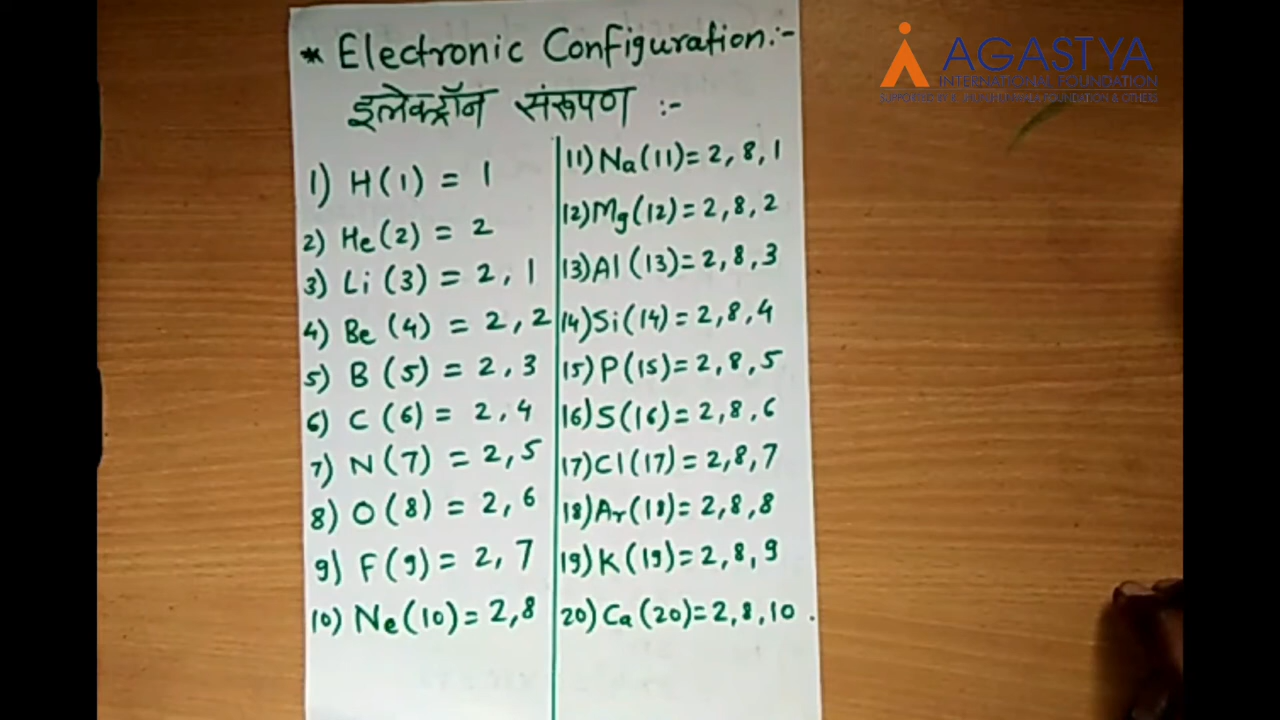 * Electronic Configuration:-
इलेक्ट्रॉन संरूपण :-
1) H(1) = 1
2) He(2) = 2
3) Li(3) = 2, 1
4) Be(4) = 2, 2
5) B(5) = 2, 3
6) C(6) = 2, 4
7) N(7) = 2, 5
8) O(8) = 2, 6
9) F(9) = 2, 7
10) Ne(10) = 2, 8
11) Na(11) = 2, 8, 1
12) Mg(12) = 2, 8, 2
13) Al(13) = 2, 8, 3
14) Si(14) = 2, 8, 4
15) P(15) = 2, 8, 5
16) S(16) = 2, 8, 6
17) Cl(17) = 2, 8, 7
18) Ar(18) = 2, 8, 8
19) K(19) = 2, 8, 9
20) Ca(20) = 2, 8, 10 .
AGASTYA
INTERNATIONAL FOUNDATION
FOUNDATION & OTHERS